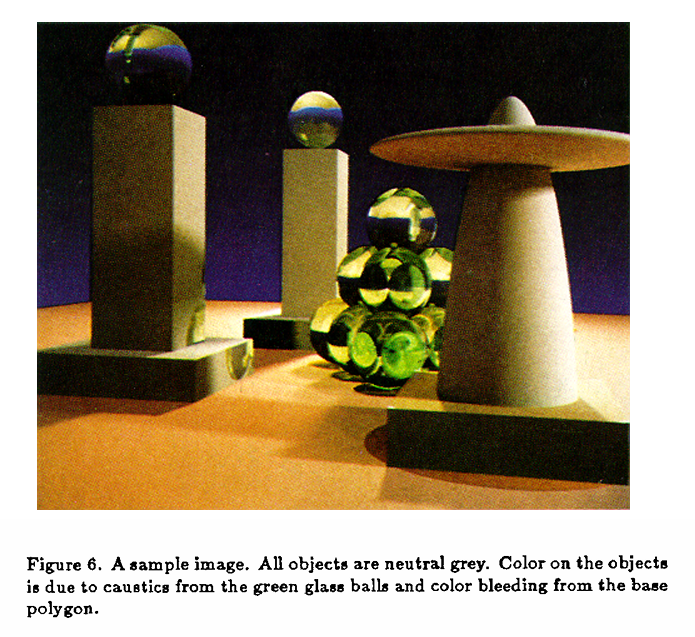 Figure 6. A sample image. All objects are neutral grey. Color on the objects
is due to caustics from the green glass balls and color bleeding from the base
polygon.